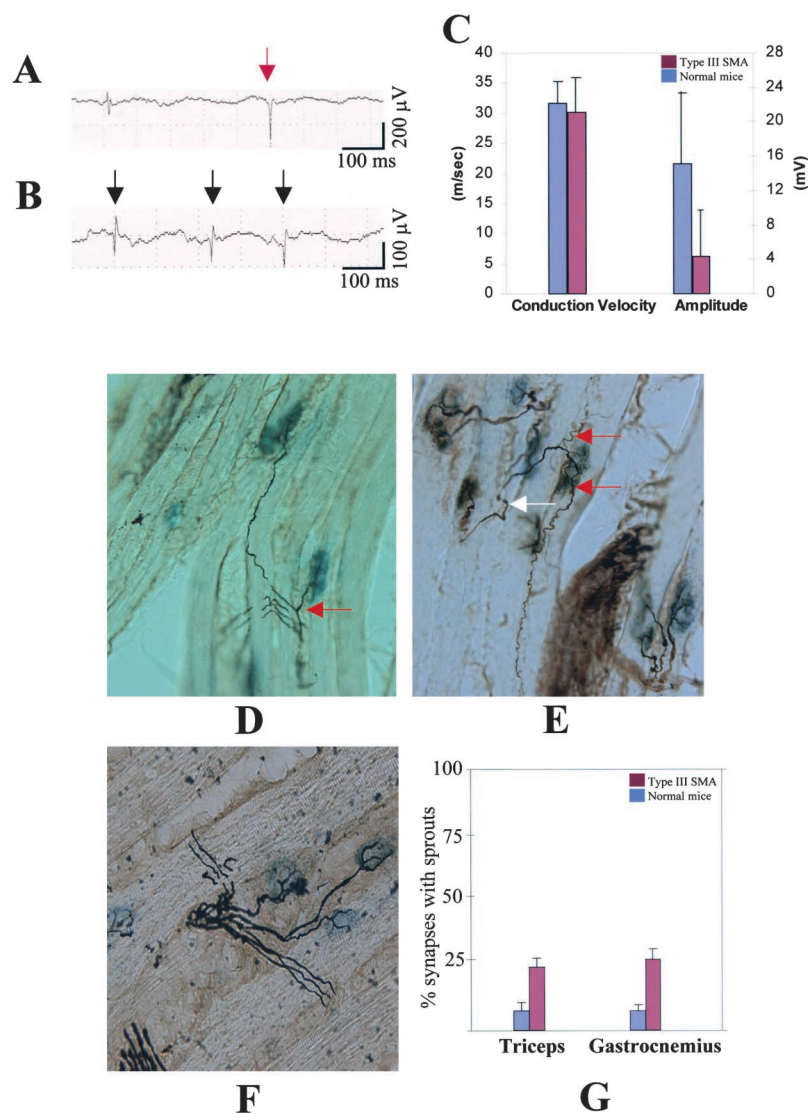 A
200 µV
100 ms
B
100 µV
100 ms
C
40
35
30
25
20
15
10
5
0
(m/sec)
Type III SMA
Normal mice
28
24
20
16
12
8
4
0
(mV)
Conduction Velocity
Amplitude
D
E
F
100
75
50
25
% synapses with sprouts
Type III SMA
Normal mice
Triceps
Gastrocnemius
G